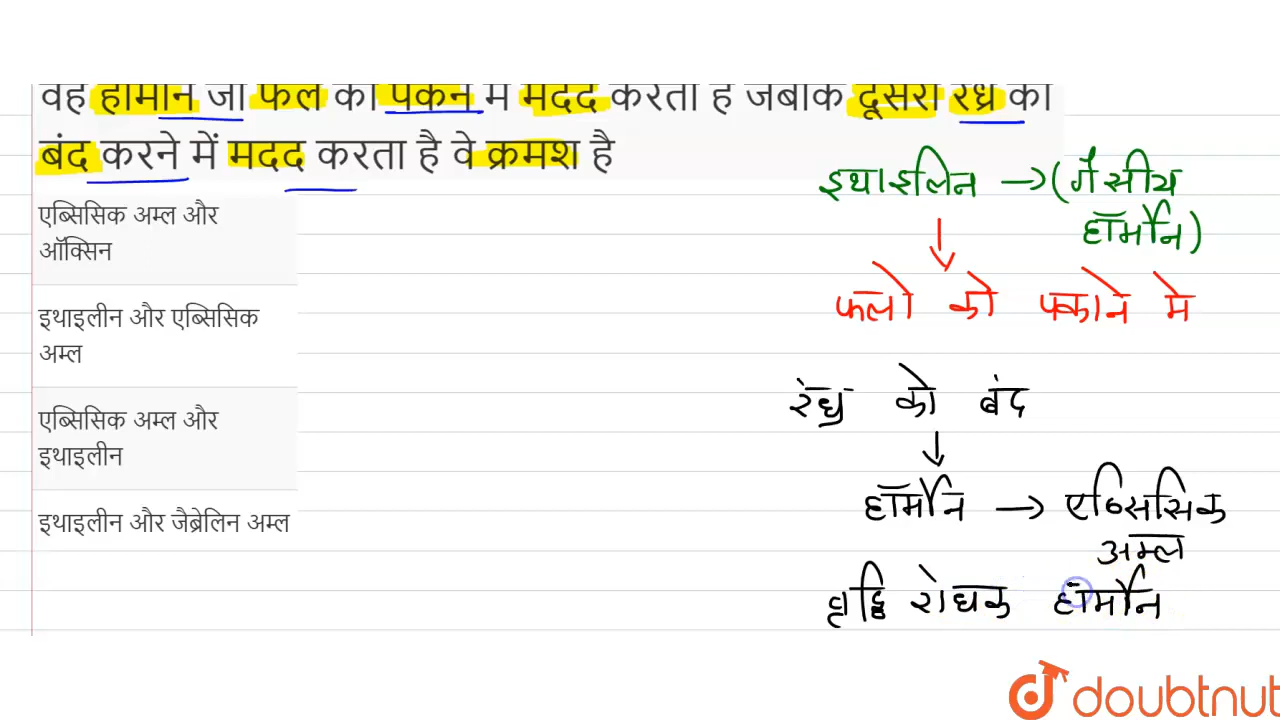 वह हार्मोन जो फल को पकने में मदद करता है जबकि दूसरा रंध्र को
बंद करने में मदद करता है वे क्रमश है
एब्सिसिक अम्ल और
ऑक्सिन
इथाइलीन और एब्सिसिक
अम्ल
एब्सिसिक अम्ल और
इथाइलीन
इथाइलीन और जैब्रेलिन अम्ल
इथाइलिन → (गैसीय
हॉर्मोन)
↓
फलो को पकाने मे
रंध्र को बंद
↓
हॉर्मोन → एब्सिसिक
अम्ल
वृद्धि रोधक हॉर्मोन
doubtnut